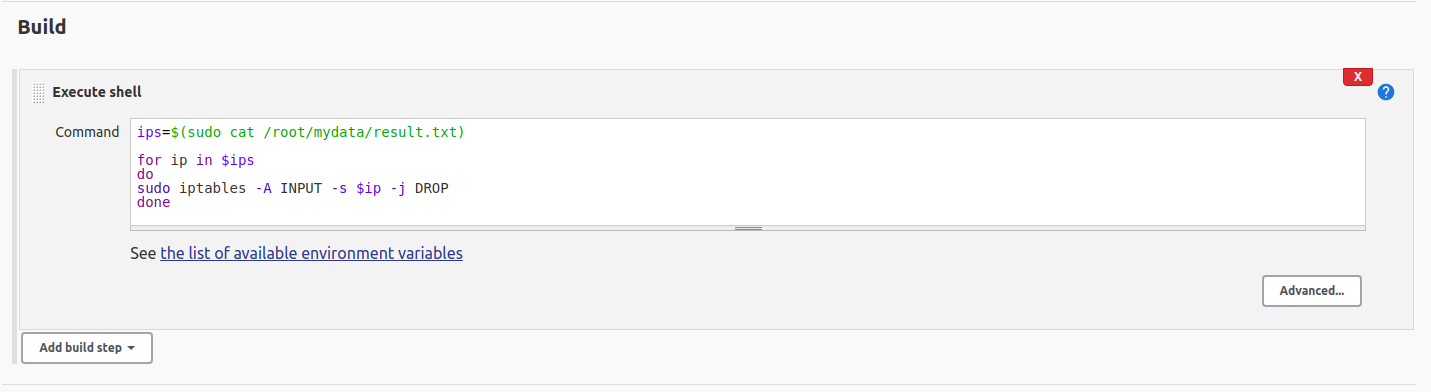 Build
Execute shell
X
?
Command
ips=$(sudo cat /root/mydata/result.txt)
for ip in $ips
do
sudo iptables -A INPUT -s $ip -j DROP
done
See the list of available environment variables
Advanced...
Add build step